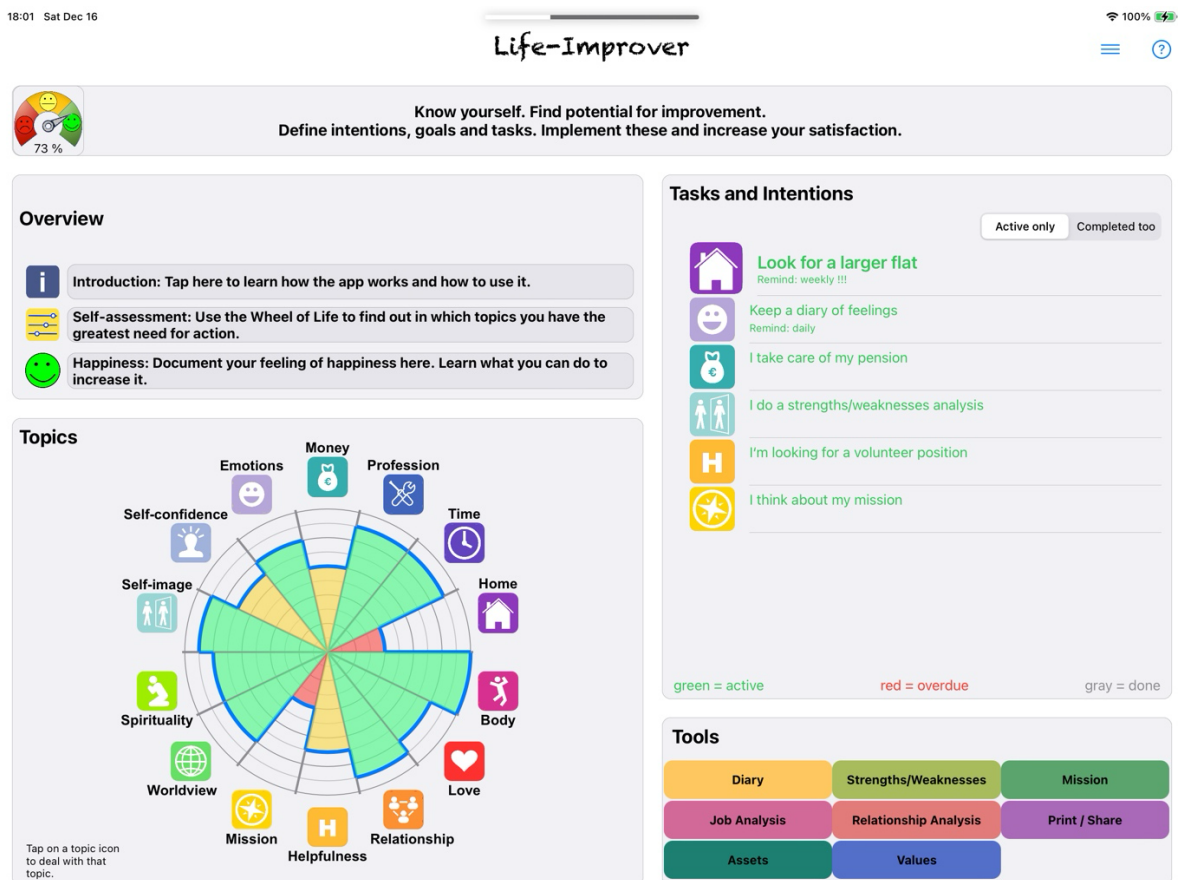 18:01 Sat Dec 16
100%
Life-Improver
?
Know yourself. Find potential for improvement.
Define intentions, goals and tasks. Implement these and increase your satisfaction.
73 %
Overview
i
Introduction: Tap here to learn how the app works and how to use it.
Self-assessment: Use the Wheel of Life to find out in which topics you have the
greatest need for action.
Happiness: Document your feeling of happiness here. Learn what you can do to
increase it.
Topics
Money
€
Emotions
Profession
Self-confidence
Time
Self-image
Home
Spirituality
Body
Worldview
Love
Mission
H
Helpfulness
Relationship
Tap on a topic icon
to deal with that
topic.
Tasks and Intentions
Active only
Completed too
Look for a larger flat
Remind: weekly !!!
Keep a diary of feelings
Remind: daily
€
I take care of my pension
I do a strengths/weaknesses analysis
H
I'm looking for a volunteer position
I think about my mission
green = active
red = overdue
gray = done
Tools
Diary
Strengths/Weaknesses
Mission
Job Analysis
Relationship Analysis
Print / Share
Assets
Values